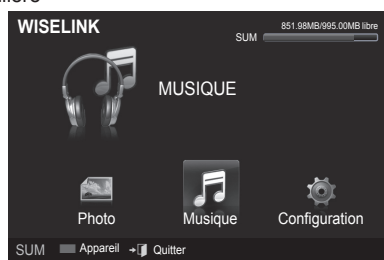 WISELINK
851.98MB/995.00MB libre
SUM
MUSIQUE
Photo Musique Configuration
SUM Appareil Quitter